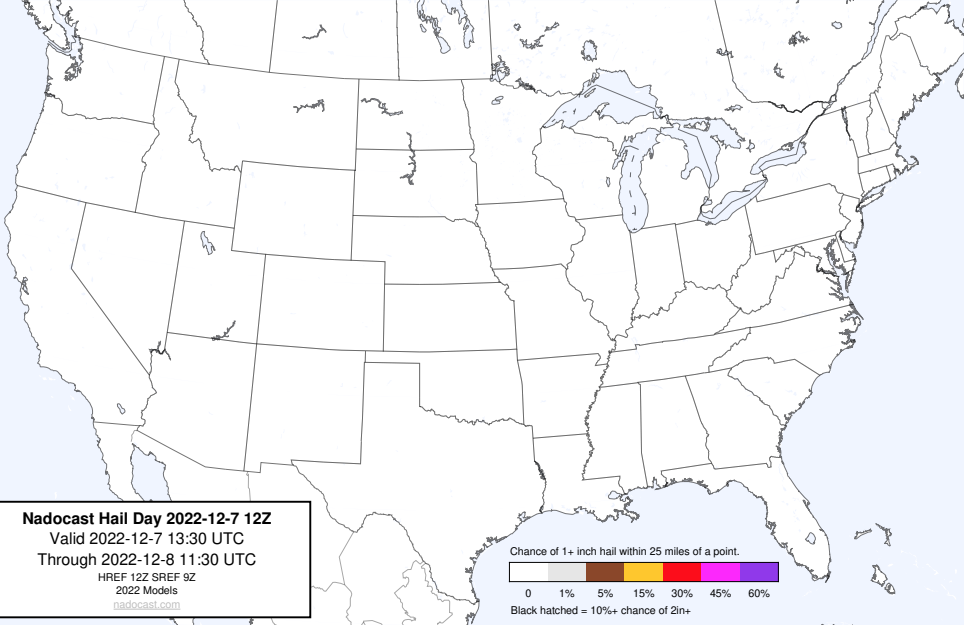 Nadocast Hail Day 2022-12-7 12Z
Valid 2022-12-7 13:30 UTC
Through 2022-12-8 11:30 UTC
HREF 12Z SREF 9Z
2022 Models
nadocast.com
Chance of 1+ inch hail within 25 miles of a point.
0 1% 5% 15% 30% 45% 60%
Black hatched = 10%+ chance of 2in+